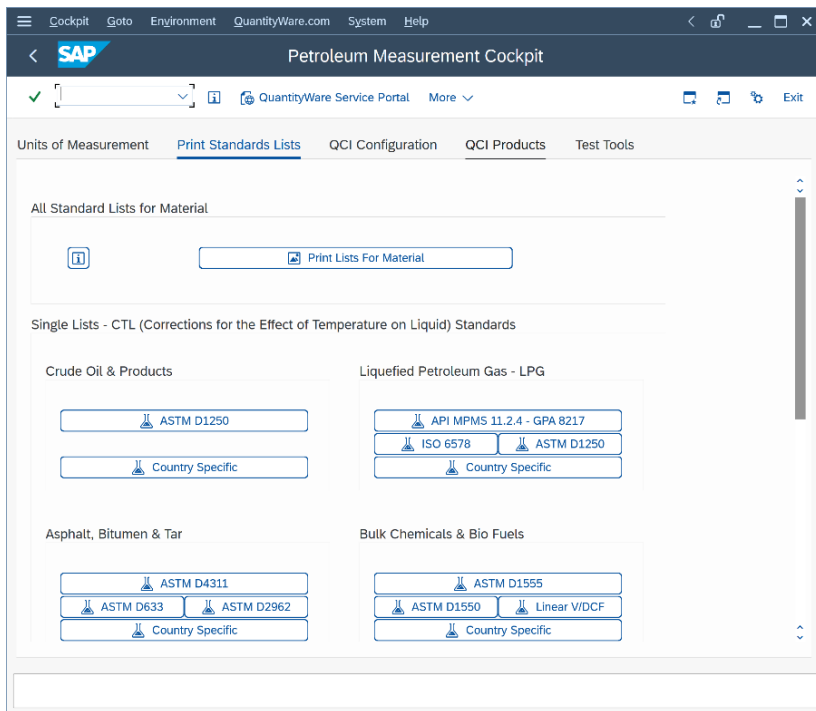 Cockpit Goto Environment QuantityWare.com System Help
SAP Petroleum Measurement Cockpit
QuantityWare Service Portal More Exit
Units of Measurement Print Standards Lists QCI Configuration QCI Products Test Tools
All Standard Lists for Material
Print Lists For Material
Single Lists - CTL (Corrections for the Effect of Temperature on Liquid) Standards
Crude Oil & Products Liquefied Petroleum Gas - LPG
ASTM D1250 API MPMS 11.2.4 - GPA 8217
ISO 6578 ASTM D1250
Country Specific Country Specific
Asphalt, Bitumen & Tar Bulk Chemicals & Bio Fuels
ASTM D4311 ASTM D1555
ASTM D633 ASTM D2962 ASTM D1550 Linear V/DCF
Country Specific Country Specific